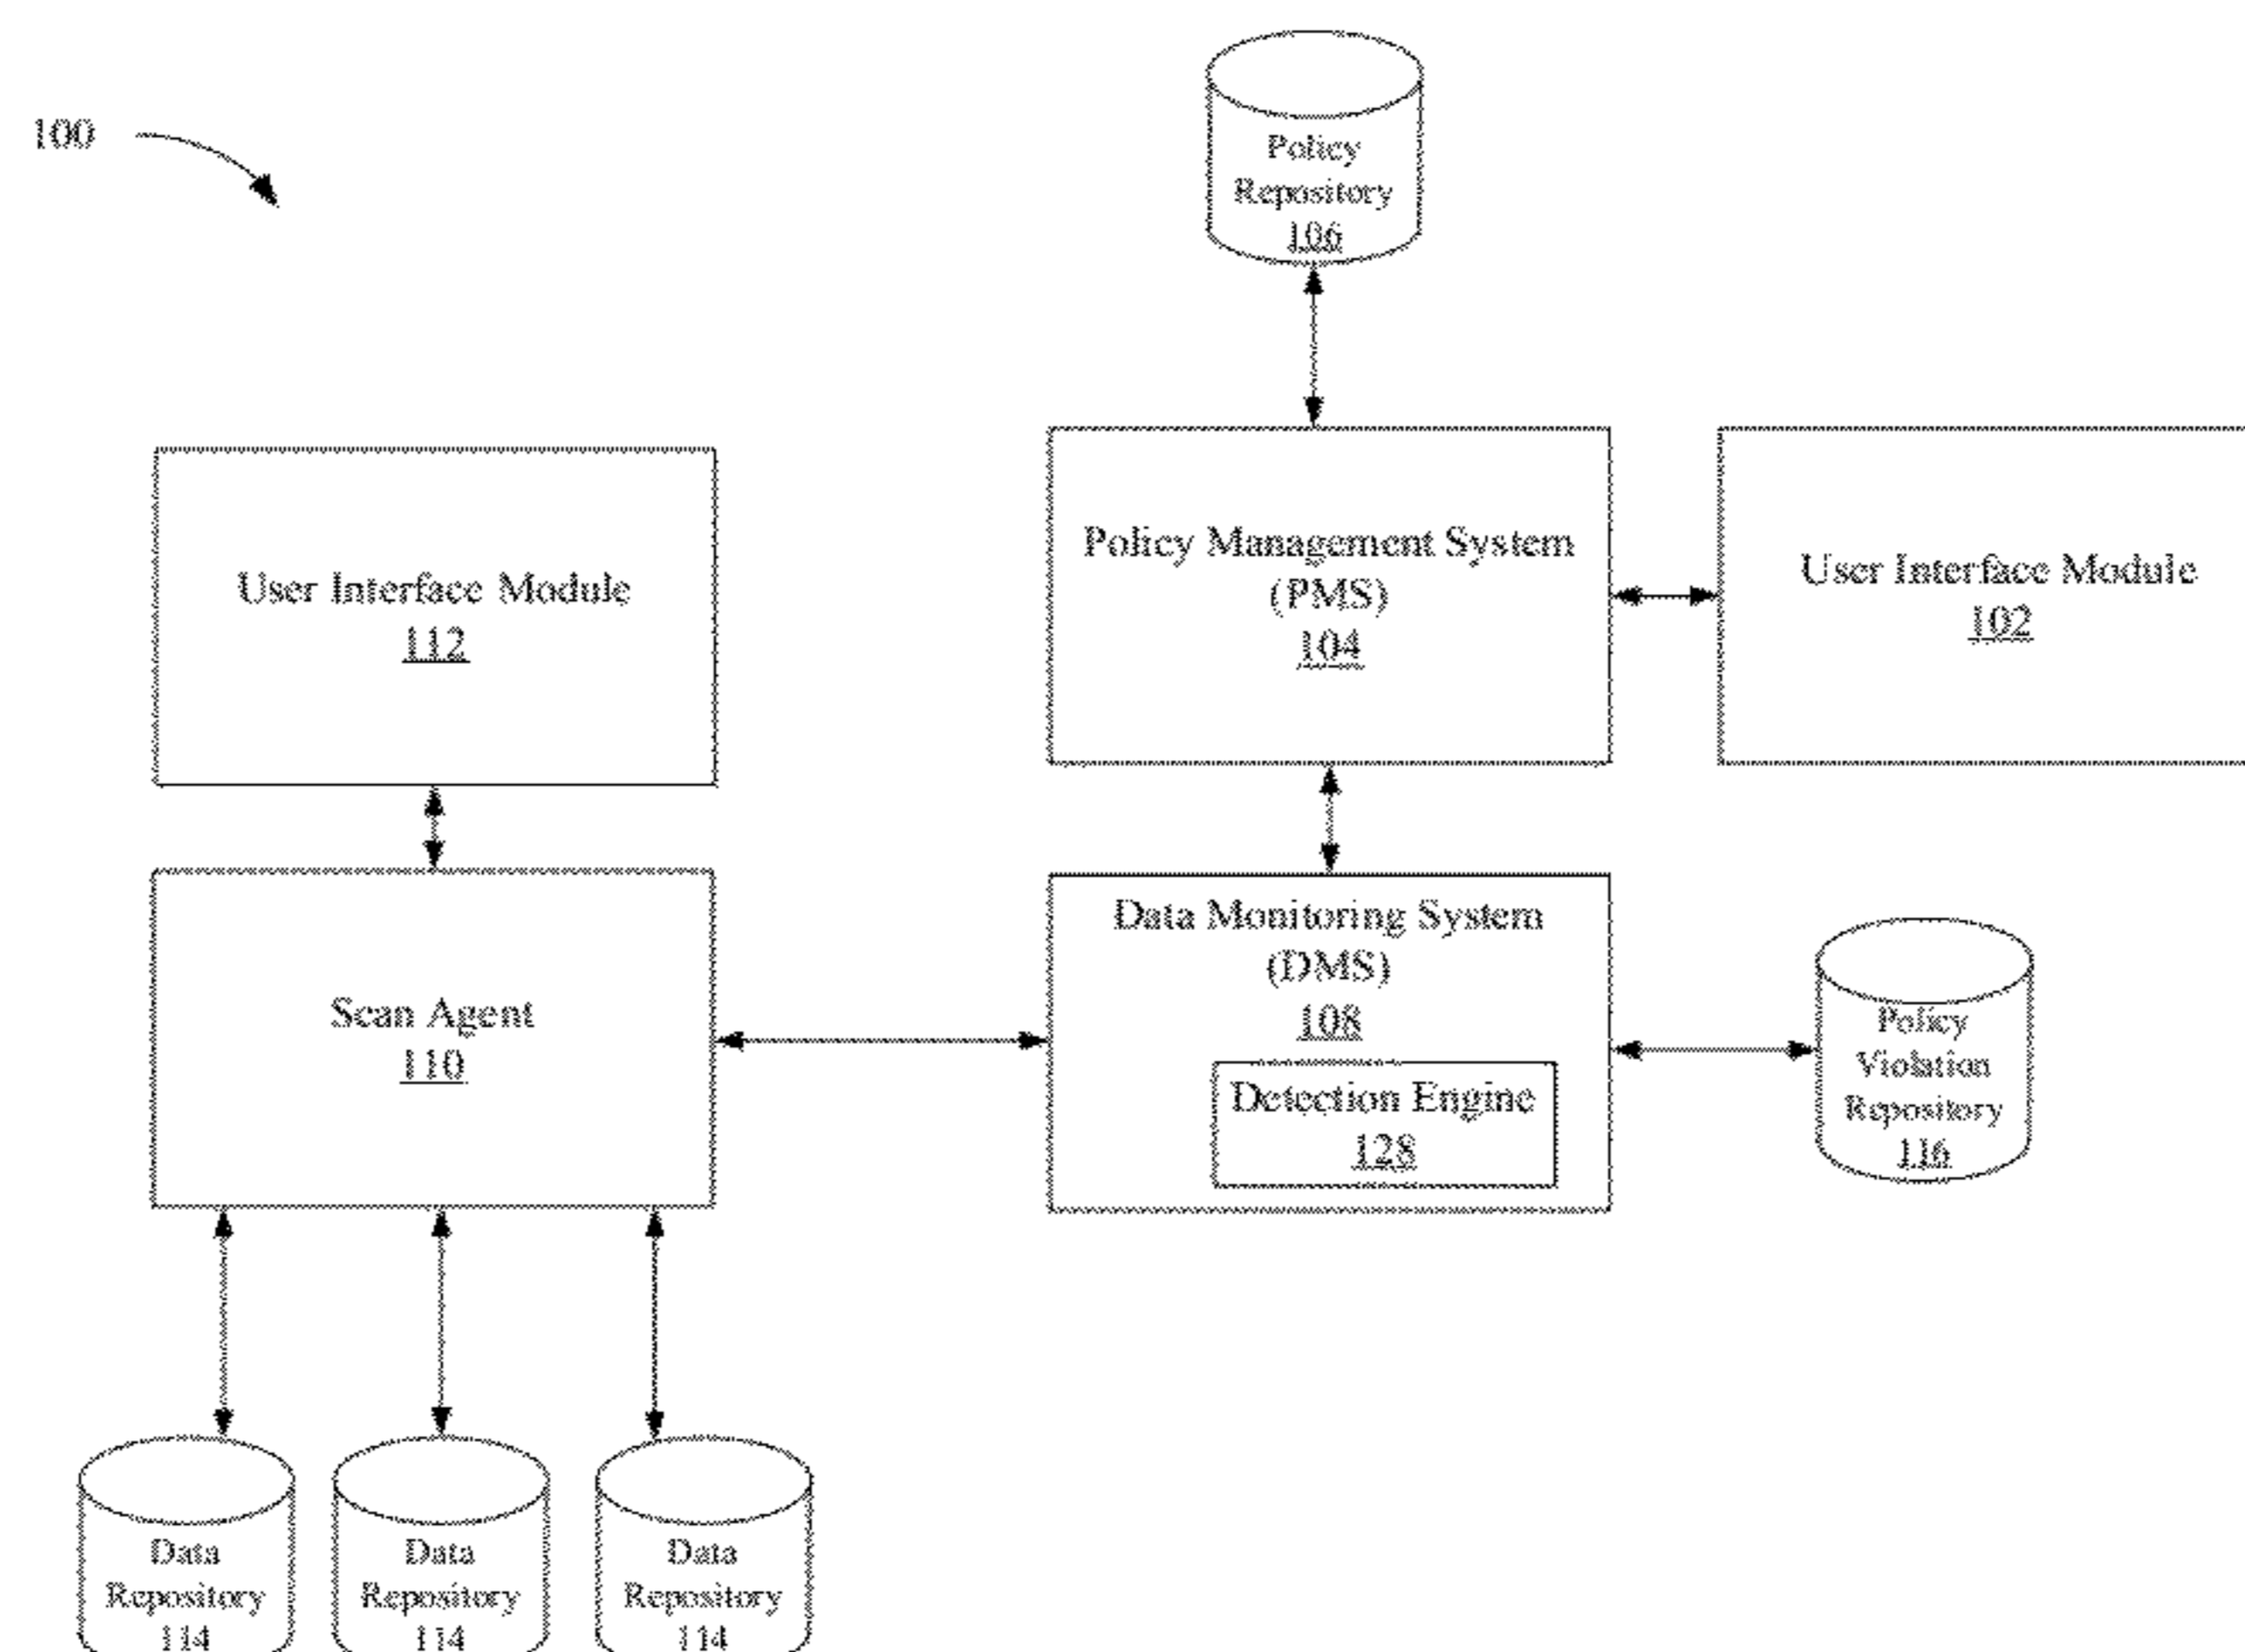 100
Policy
Repository
106
User Interface Module
112
Policy Management System
(PMS)
104
User Interface Module
102
Scan Agent
110
Data Monitoring System
(DMS)
108
Detection Engine
128
Policy
Violation
Repository
116
Data
Repository
114
Data
Repository
114
Data
Repository
114